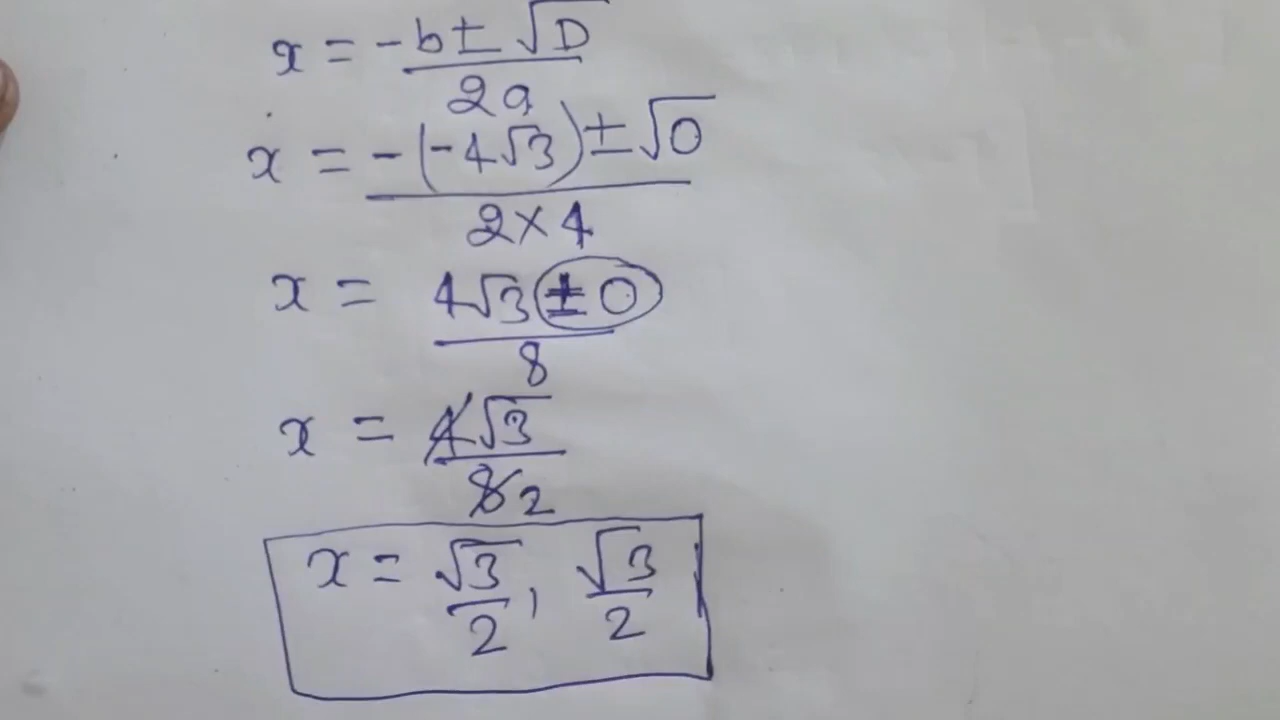 x = -b ± √D / 2a
x = -(-4√3) ± √0 / 2×4
x = 4√3 ± 0 / 8
x = 4√3 / 8 2
x = √3/2, √3/2